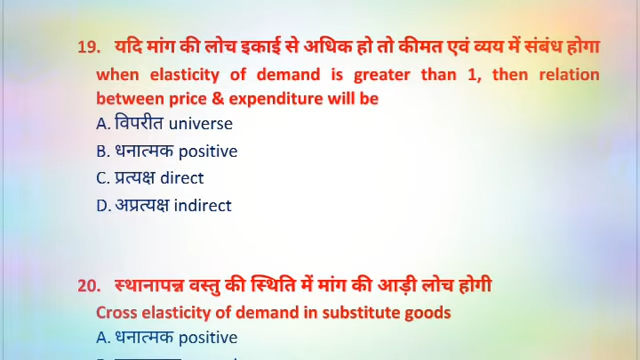 19. यदि मांग की लोच इकाई से अधिक हो तो कीमत एवं व्यय में संबंध होगा
when elasticity of demand is greater than 1, then relation
between price & expenditure will be
A. विपरीत universe
B. धनात्मक positive
C. प्रत्यक्ष direct
D. अप्रत्यक्ष indirect
20. स्थानापन्न वस्तु की स्थिति में मांग की आड़ी लोच होगी
Cross elasticity of demand in substitute goods
A. धनात्मक positive